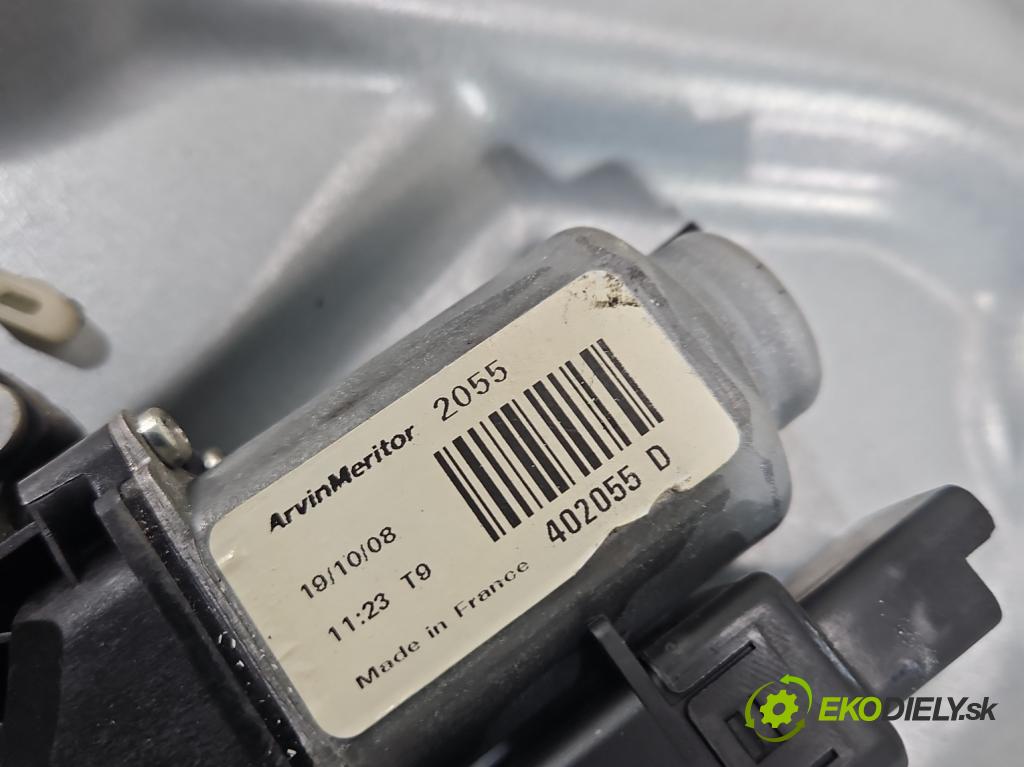 ArvinMeritor 2055
19/10/08
11:23 T9
402055 D
Made in France
EKODIELY.sk